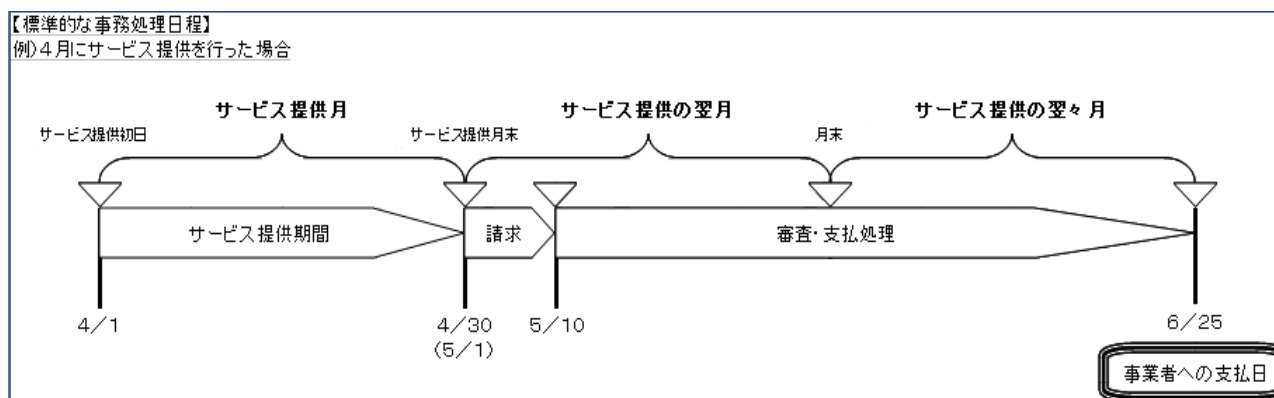 【標準的な事務処理日程】
例)4月にサービス提供を行った場合
サービス提供月
サービス提供の翌月
サービス提供の翌々月
サービス提供初日
サービス提供月末
月末
サービス提供期間
請求
審査・支払処理
4/1
4/30
(5/1)
5/10
6/25
事業者への支払日